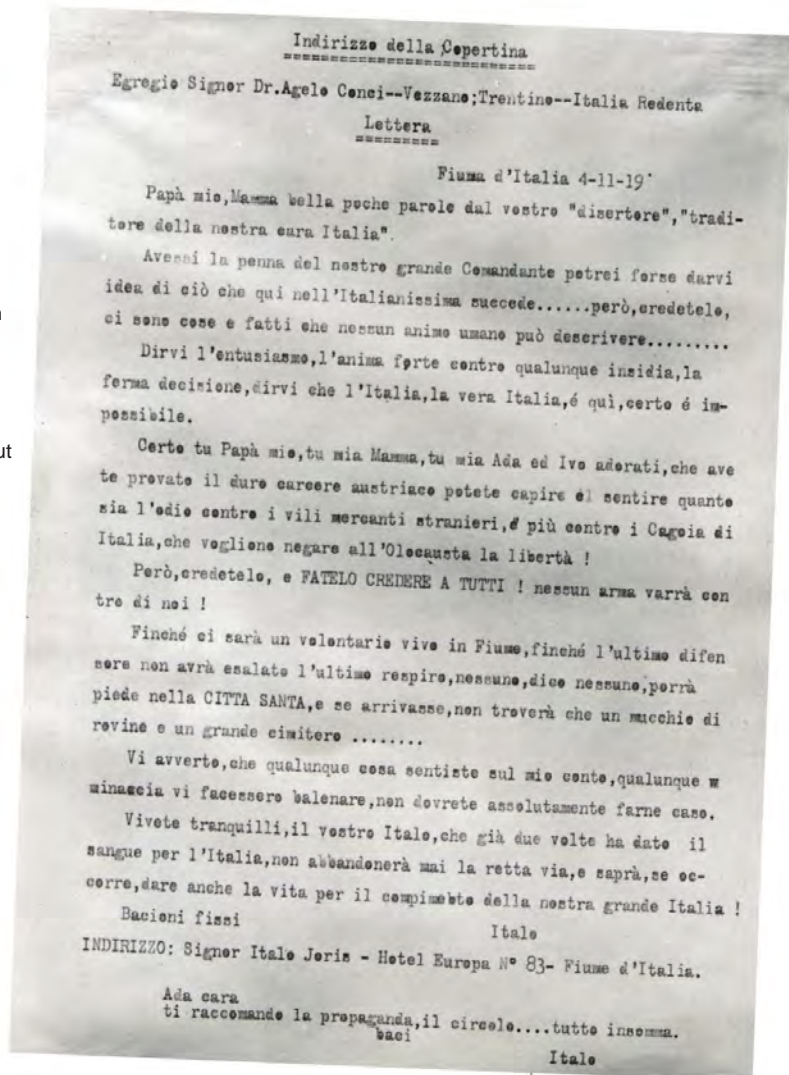 Indirizzo della Copertina
=========================
Egregio Signor Dr.Agelo Conci--Vezzano;Trentino--Italia Redenta
Lettera
=========
Fiuma d'Italia 4-11-19'
Papà mio,Mamma bella poche parole dal vostro "disertore","tradi-
tore della nostra cara Italia".
Avessi la penna del nostro grande Comandante potrei forse darvi
idea di ciò che qui nell'Italianissima succede......però,credetelo,
ci sono cose e fatti che nessun animo umano può descrivere.........
Dirvi l'entusiasmo,l'anima forte contro qualunque insidia,la
ferma decisione,dirvi che l'Italia,la vera Italia,é quì,certo é im-
possibile.
Certo tu Papà mio,tu mia Mamma,tu mia Ada ed Ivo adorati,che ave
te provato il duro carcere austriaco potete capire e sentire quanto
sia l'odio contro i vili mercanti stranieri,e più contro i Cagoia di
Italia,che vogliono negare all'Olocausta la libertà !
Però,credetelo, e FATELO CREDERE A TUTTI ! nessun arma varrà con
tro di noi !
Finché ci sarà un volontario vivo in Fiume,finché l'ultimo difen
sore non avrà esalato l'ultimo respiro,nessuno,dico nessuno,porrà
piede nella CITTA SANTA,e se arrivasse,non troverà che un mucchio di
rovine e un grande cimitero ........
Vi avverto,che qualunque cosa sentiste sul mio conto,qualunque m
minaccia vi facessero balenare,non dovrete assolutamente farne caso.
Vivete tranquilli,il vostro Italo,che già due volte ha dato il
sangue per l'Italia,non abbandonerà mai la retta via,e saprà,se oc-
corre,dare anche la vita per il compimebto della nostra grande Italia !
Bacioni fissi
Italo
INDIRIZZO: Signor Italo Joris - Hotel Europa N° 83- Fiume d'Italia.
Ada cara
ti raccomando la propaganda,il circolo....tutto insomma.
baci
Italo